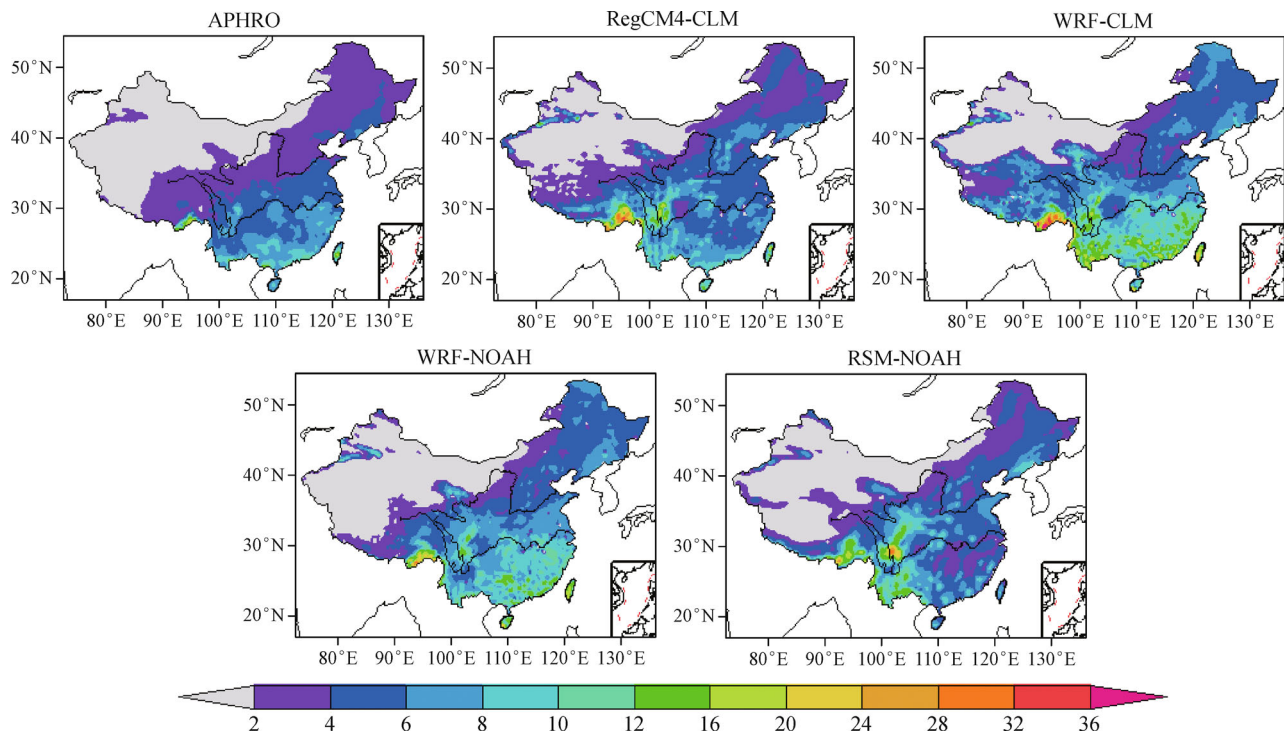 APHRO RegCM4-CLM WRF-CLM
50°N 50°N 50°N
40°N 40°N 40°N
30°N 30°N 30°N
20°N 20°N 20°N
80°E 90°E 100°E 110°E 120°E 130°E 80°E 90°E 100°E 110°E 120°E 130°E 80°E 90°E 100°E 110°E 120°E 130°E
WRF-NOAH RSM-NOAH
50°N 50°N
40°N 40°N
30°N 30°N
20°N 20°N
80°E 90°E 100°E 110°E 120°E 130°E 80°E 90°E 100°E 110°E 120°E 130°E
2 4 6 8 10 12 16 20 24 28 32 36